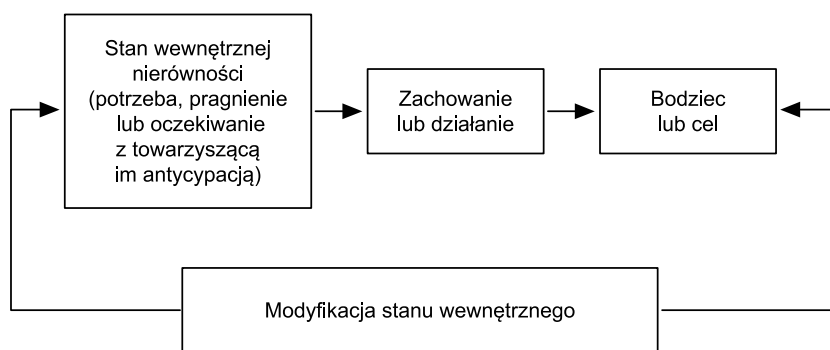 Stan wewnętrznej
nierówności
(potrzeba, pragnienie
lub oczekiwanie
z towarzyszącą
im antycypacją)
Zachowanie
lub działanie
Bodziec
lub cel
Modyfikacja stanu wewnętrznego